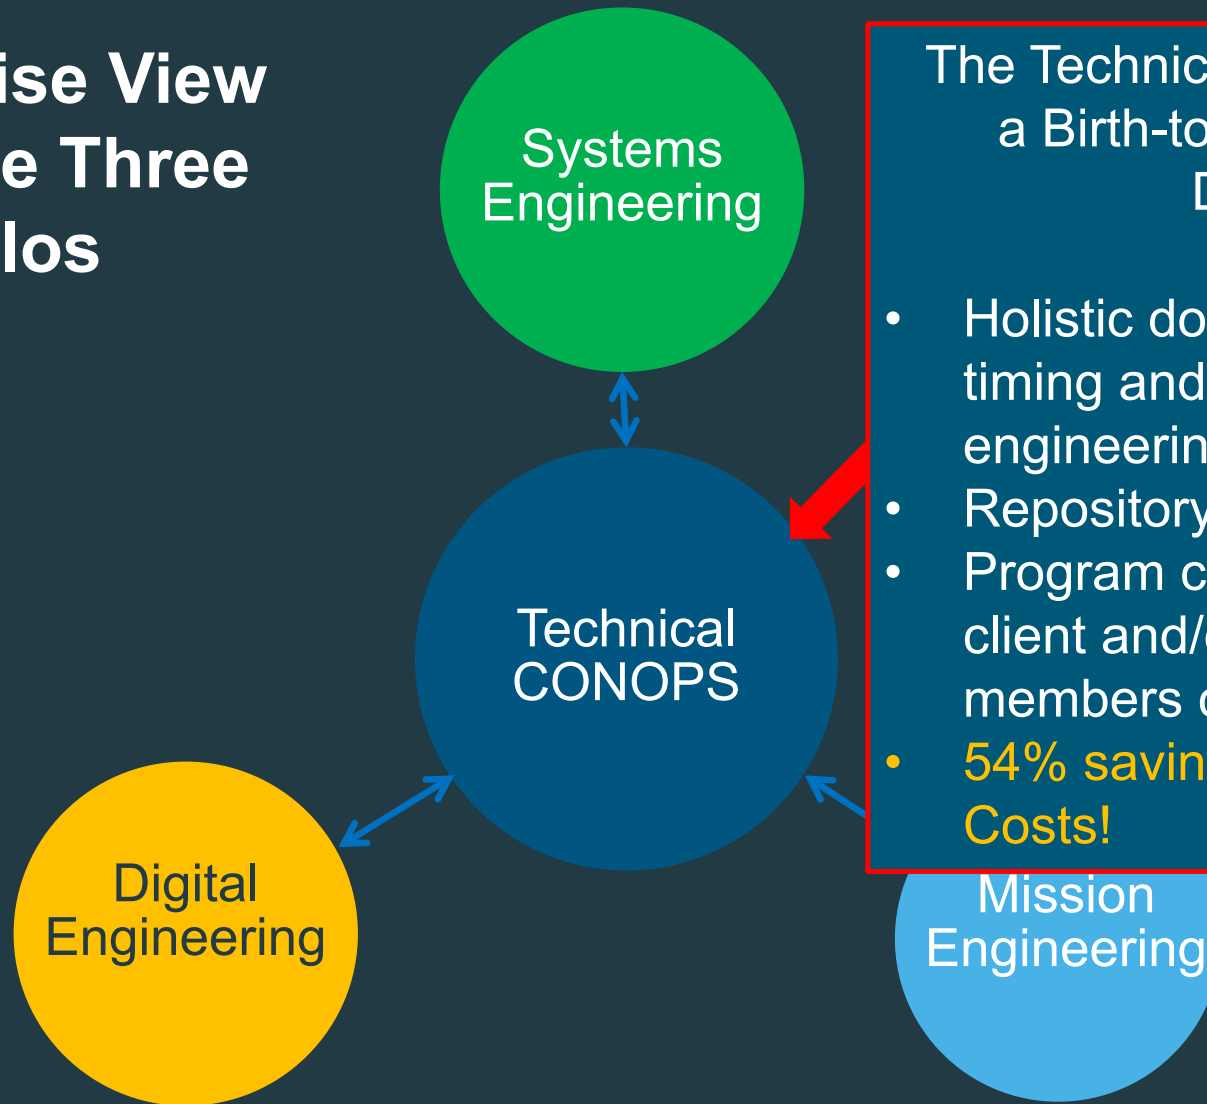 ise View
e Three
los
Systems
Engineering
The Technic
a Birth-to
D
• Holistic do
timing and
engineerin
• Repository
• Program c
client and/
members
• 54% savin
Costs!
Technical
CONOPS
Digital
Engineering
Mission
Engineering